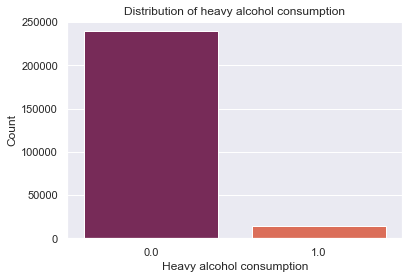 Distribution of heavy alcohol consumption
250000
200000
150000
100000
50000
0
Count
0.0
1.0
Heavy alcohol consumption